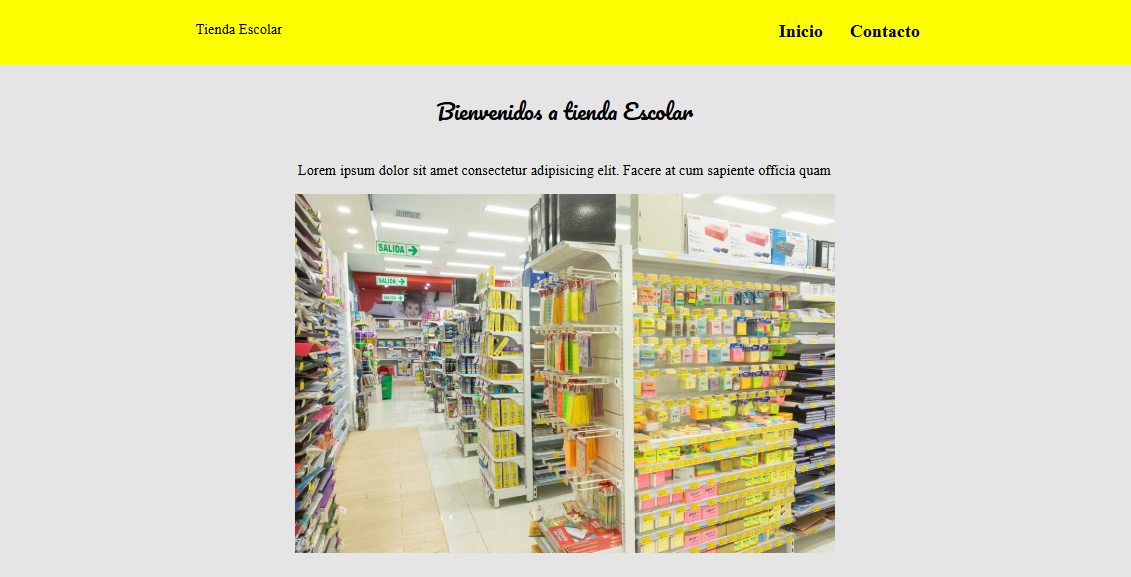 Tienda Escolar
Inicio
Contacto
Bienvenidos a tienda Escolar
Lorem ipsum dolor sit amet consectetur adipisicing elit. Facere at cum sapiente officia quam
SALIDA
SALIDA
SALIDA